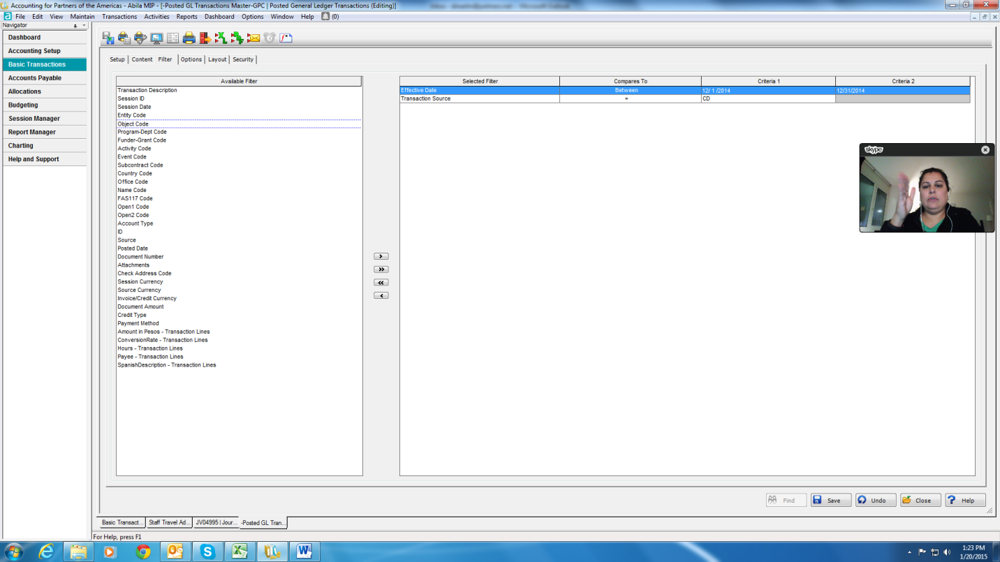 Accounting for Partners of the Americas - Abila MIP - [-Posted GL Transactions Master-GPC | Posted General Ledger Transactions (Editing)]
File Edit View Maintain Transactions Activities Reports Dashboard Options Window Help (0)
Navigator
Dashboard
Accounting Setup
Basic Transactions
Accounts Payable
Allocations
Budgeting
Session Manager
Report Manager
Charting
Help and Support
Setup Content Filter Options Layout Security
Available Filter
Transaction Description
Session ID
Session Date
Entity Code
Object Code
Program-Dept Code
Funder-Grant Code
Activity Code
Event Code
Subcontract Code
Country Code
Office Code
Name Code
FAS117 Code
Open1 Code
Open2 Code
Account Type
ID
Source
Posted Date
Document Number
Attachments
Check Address Code
Session Currency
Source Currency
Invoice/Credit Currency
Document Amount
Credit Type
Payment Method
Amount in Pesos - Transaction Lines
ConversionRate - Transaction Lines
Hours - Transaction Lines
Payee - Transaction Lines
SpanishDescription - Transaction Lines
Selected Filter Compares To Criteria 1 Criteria 2
Effective Date Between 12/ 1 /2014 12/31/2014
Transaction Source = CD
skype
Find Save Undo Close Help
Basic Transact... Staff Travel Ad... JV04995 | Jour... -Posted GL Tran...
For Help, press F1
1:23 PM
1/20/2015